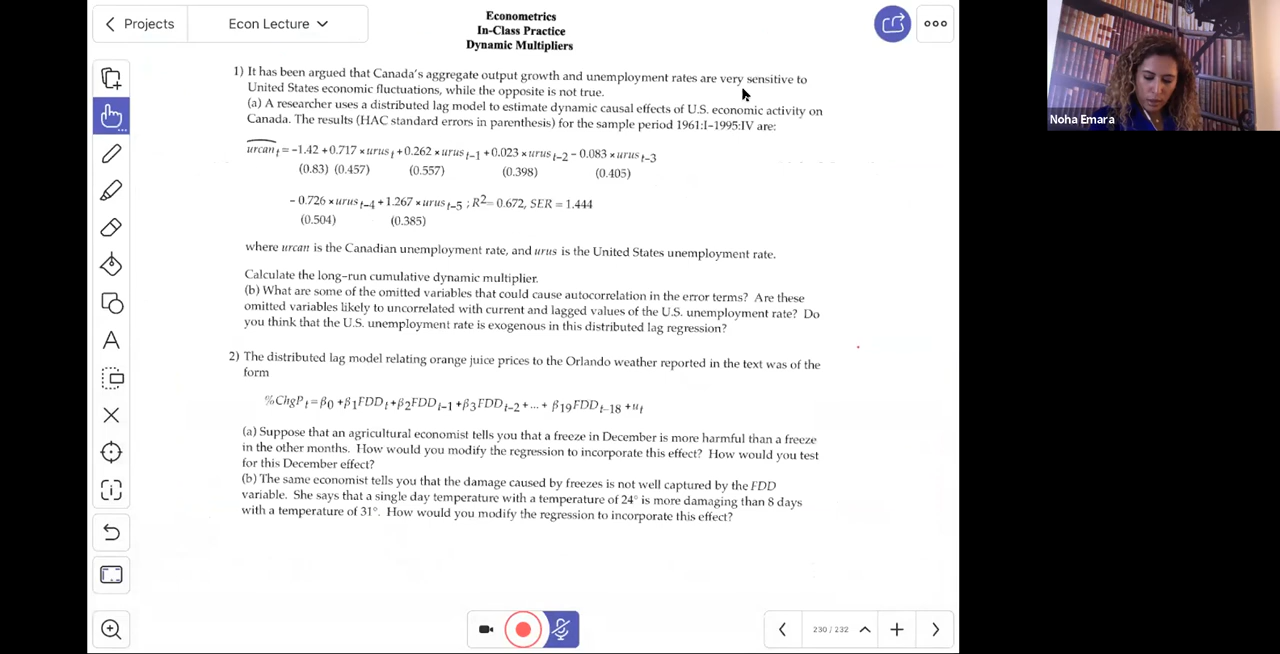 Projects
Econ Lecture
Econometrics
In-Class Practice
Dynamic Multipliers
1) It has been argued that Canada's aggregate output growth and unemployment rates are very sensitive to
United States economic fluctuations, while the opposite is not true.
(a) A researcher uses a distributed lag model to estimate dynamic causal effects of U.S. economic activity on
Canada. The results (HAC standard errors in parenthesis) for the sample period 1961:I-1995:IV are:
urcan t = -1.42 + 0.717 × urus t + 0.262 × urus t-1 + 0.023 × urus t-2 - 0.083 × urus t-3
(0.83) (0.457) (0.557) (0.398) (0.405)
- 0.726 × urus t-4 + 1.267 × urus t-5 ; R² = 0.672, SER = 1.444
(0.504) (0.385)
where urcan is the Canadian unemployment rate, and urus is the United States unemployment rate.
Calculate the long-run cumulative dynamic multiplier.
(b) What are some of the omitted variables that could cause autocorrelation in the error terms? Are these
omitted variables likely to uncorrelated with current and lagged values of the U.S. unemployment rate? Do
you think that the U.S. unemployment rate is exogenous in this distributed lag regression?
2) The distributed lag model relating orange juice prices to the Orlando weather reported in the text was of the
form
%ChgP t = β0 + β1FDD t + β2FDD t-1 + β3FDD t-2 + ... + β19FDD t-18 + ut
(a) Suppose that an agricultural economist tells you that a freeze in December is more harmful than a freeze
in the other months. How would you modify the regression to incorporate this effect? How would you test
for this December effect?
(b) The same economist tells you that the damage caused by freezes is not well captured by the FDD
variable. She says that a single day temperature with a temperature of 24° is more damaging than 8 days
with a temperature of 31°. How would you modify the regression to incorporate this effect?
230 / 232
Noha Emara